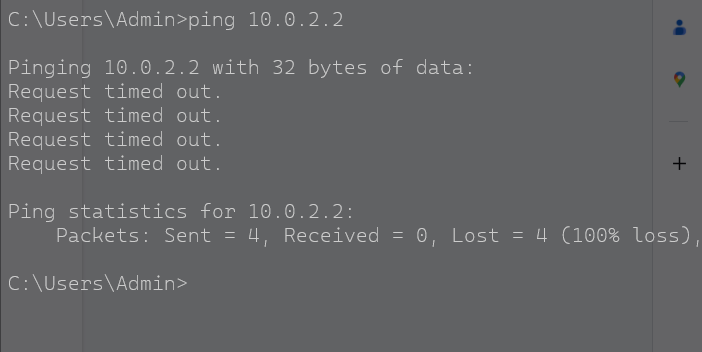 C:\Users\Admin>ping 10.0.2.2
Pinging 10.0.2.2 with 32 bytes of data:
Request timed out.
Request timed out.
Request timed out.
Request timed out.
Ping statistics for 10.0.2.2:
Packets: Sent = 4, Received = 0, Lost = 4 (100% loss),
C:\Users\Admin>